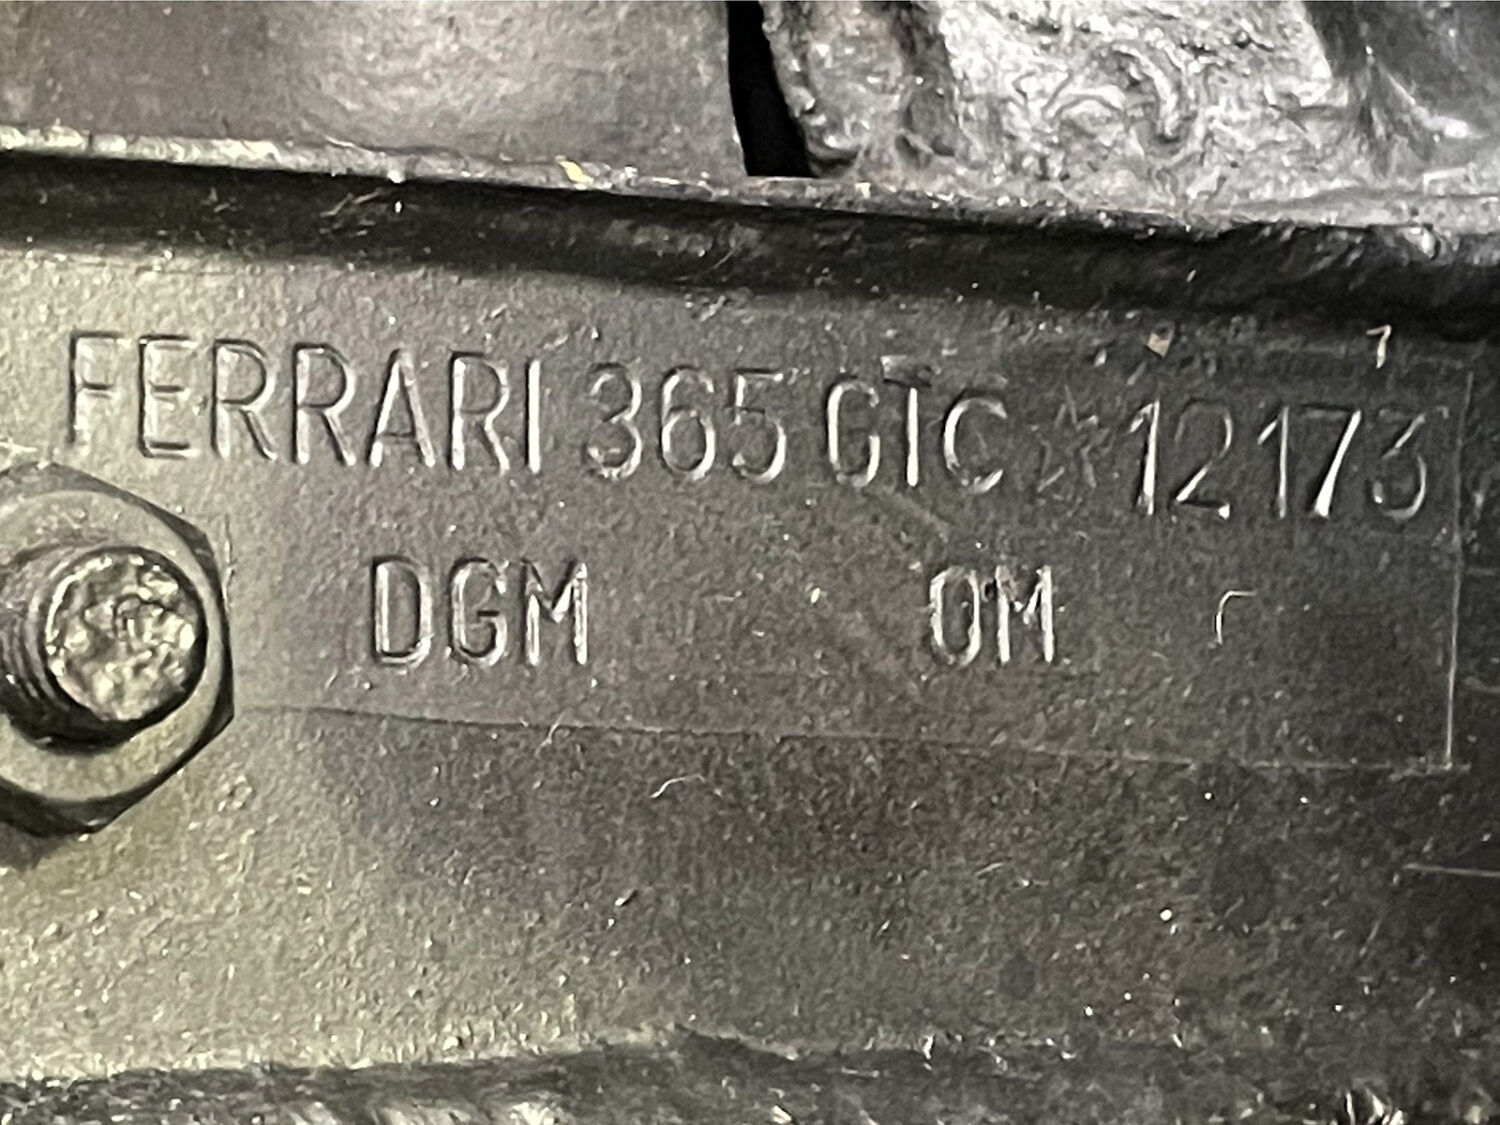 FERRARI 365 GTC ☆12173
DGM OM